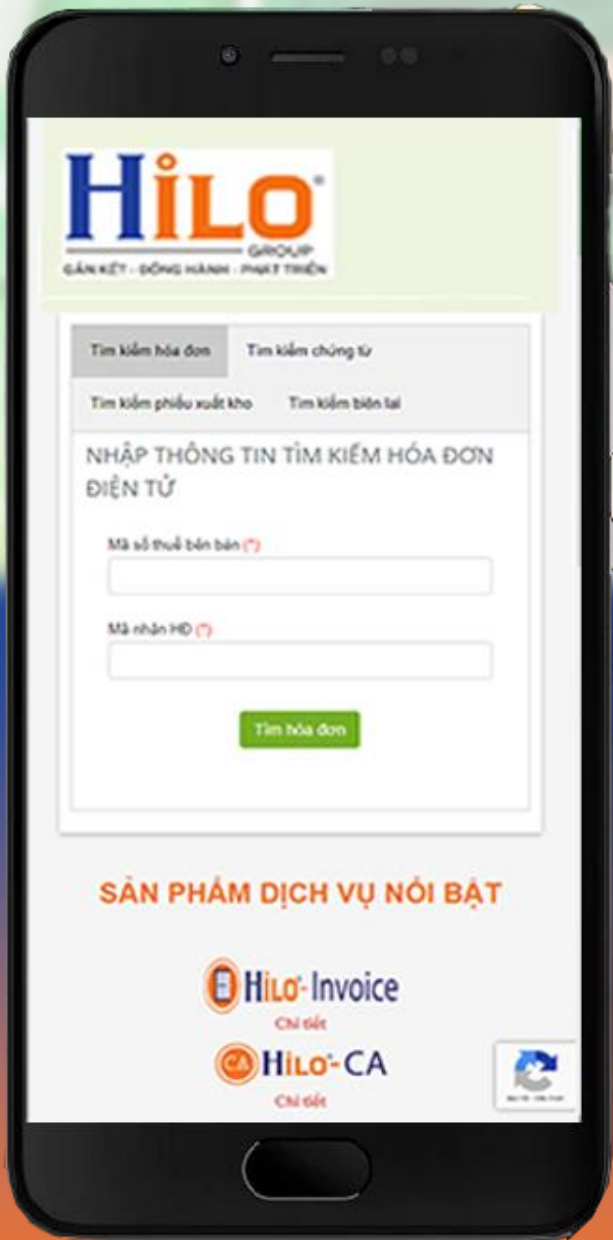 HiLO®
GROUP
GẮN KẾT - ĐỒNG HÀNH - PHÁT TRIỂN
Tìm kiếm hóa đơn Tìm kiếm chứng từ
Tìm kiếm phiếu xuất kho Tìm kiếm biên lai
NHẬP THÔNG TIN TÌM KIẾM HÓA ĐƠN
ĐIỆN TỬ
Mã số thuế bên bán (*)
Mã nhận HĐ (*)
Tìm hóa đơn
SẢN PHẨM DỊCH VỤ NỔI BẬT
HiLO®-Invoice
Chi tiết
CA HiLO®-CA
Chi tiết